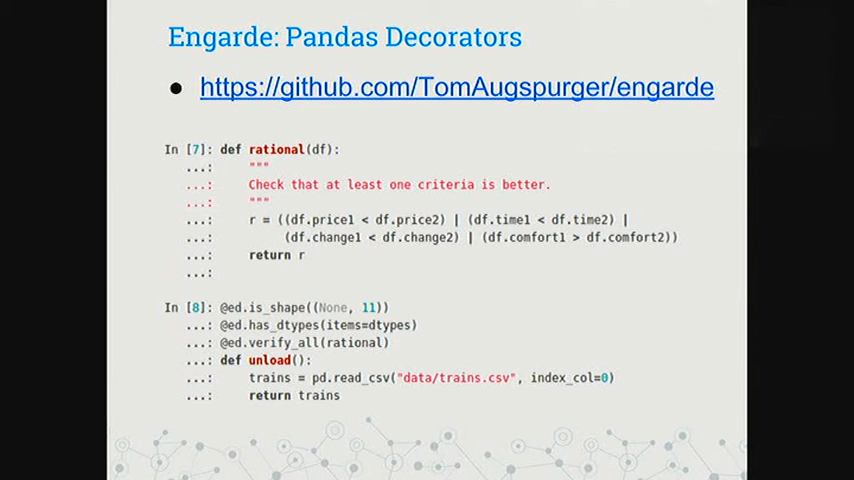 Engarde: Pandas Decorators
● https://github.com/TomAugspurger/engarde
In [7]: def rational(df):
   ...:     """
   ...:     Check that at least one criteria is better.
   ...:     """
   ...:     r = ((df.price1 < df.price2) | (df.time1 < df.time2) |
   ...:          (df.change1 < df.change2) | (df.comfort1 > df.comfort2))
   ...:     return r
   ...:
In [8]: @ed.is_shape((None, 11))
   ...: @ed.has_dtypes(items=dtypes)
   ...: @ed.verify_all(rational)
   ...: def unload():
   ...:     trains = pd.read_csv("data/trains.csv", index_col=0)
   ...:     return trains